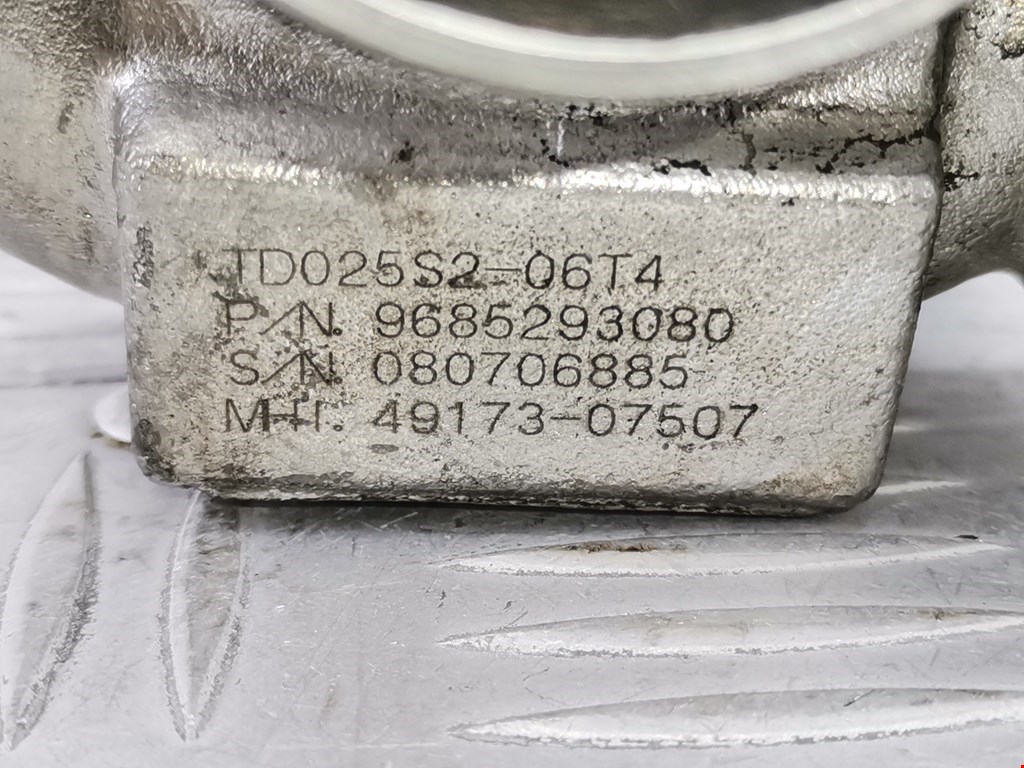 TD025S2-06T4
P/N. 9685293080
S/N. 080706885
MHI. 49173-07507